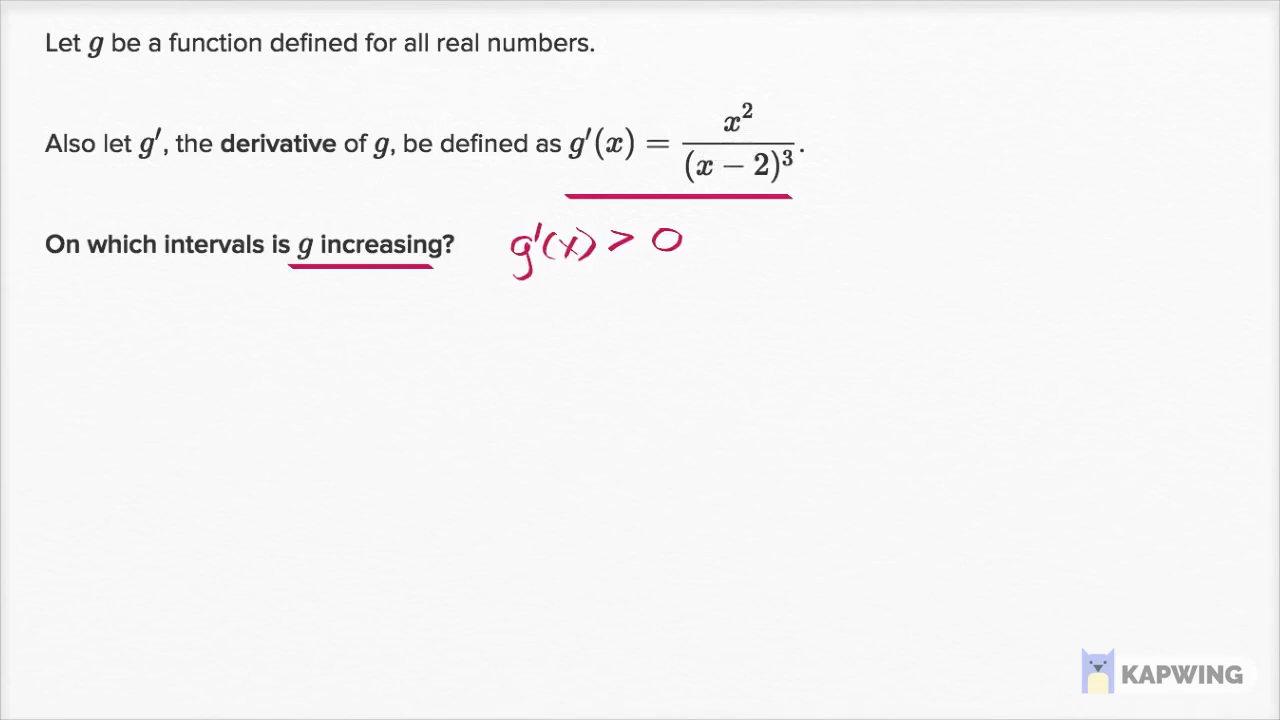 Let g be a function defined for all real numbers.
Also let g′, the derivative of g, be defined as g′(x) = x²/(x − 2)³.
On which intervals is g increasing? g′(x) > 0
KAPWING